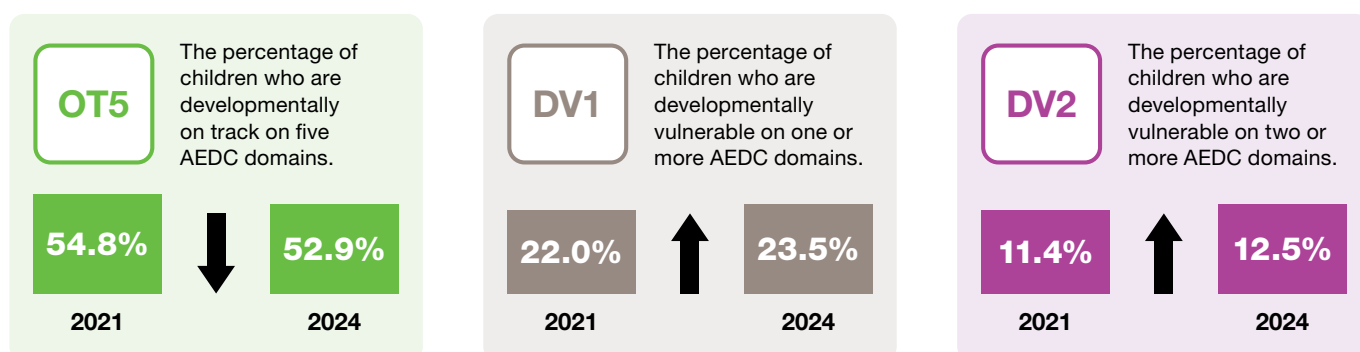 OT5
The percentage of
children who are
developmentally
on track on five
AEDC domains.
54.8%
52.9%
2021
2024
DV1
The percentage of
children who are
developmentally
vulnerable on one or
more AEDC domains.
22.0%
23.5%
2021
2024
DV2
The percentage of
children who are
developmentally
vulnerable on two or
more AEDC domains.
11.4%
12.5%
2021
2024